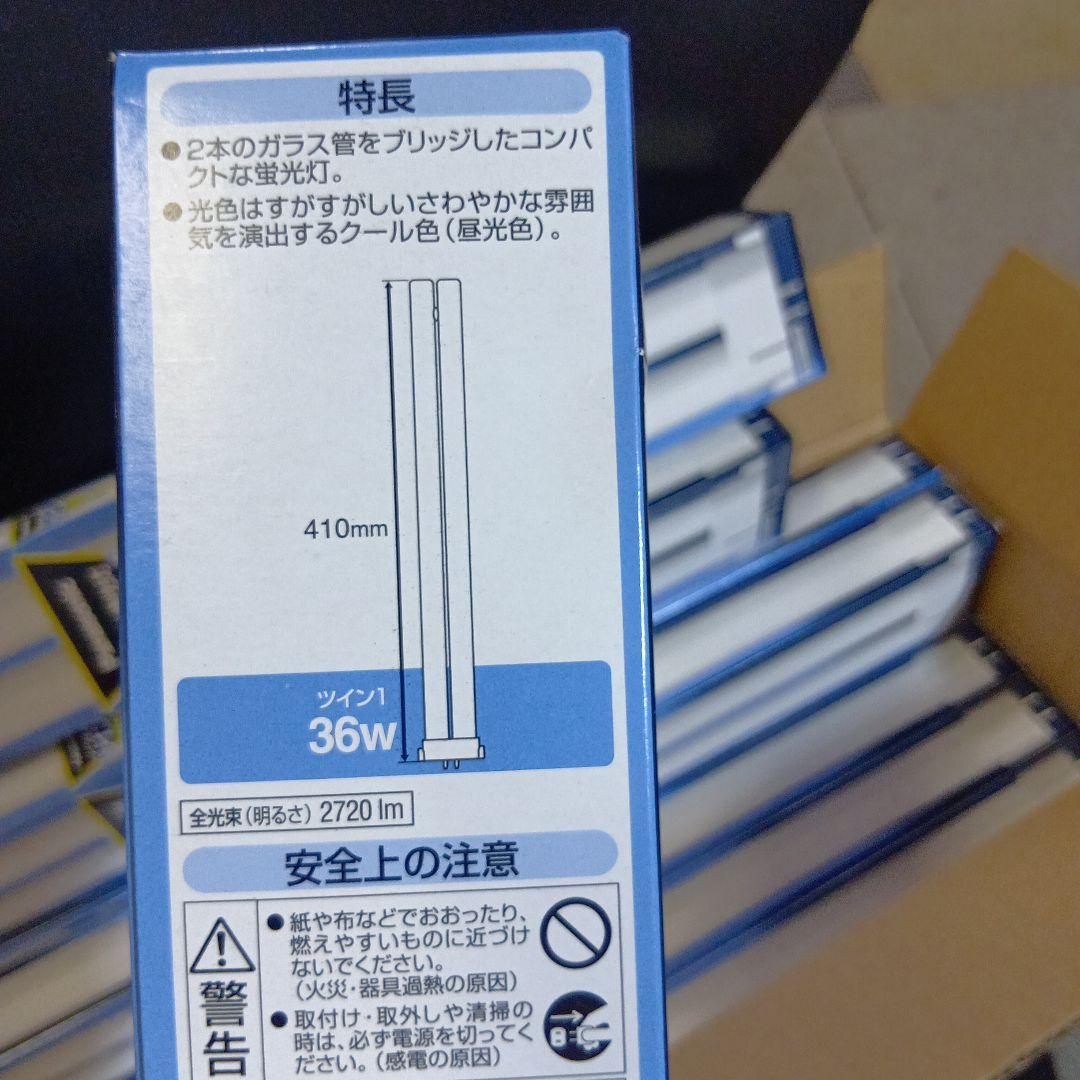 特長
●2本のガラス管をブリッジしたコンパ
クトな蛍光灯。
●光色はすがすがしいさわやかな雰囲
気を演出するクール色(昼光色)。
410mm
ツイン1
36W
全光束(明るさ) 2720 lm
安全上の注意
警告
●紙や布などでおおったり、
燃えやすいものに近づけ
ないでください。
(火災・器具過熱の原因)
●取付け・取外しや清掃の
時は、必ず電源を切ってく
ださい。(感電の原因)